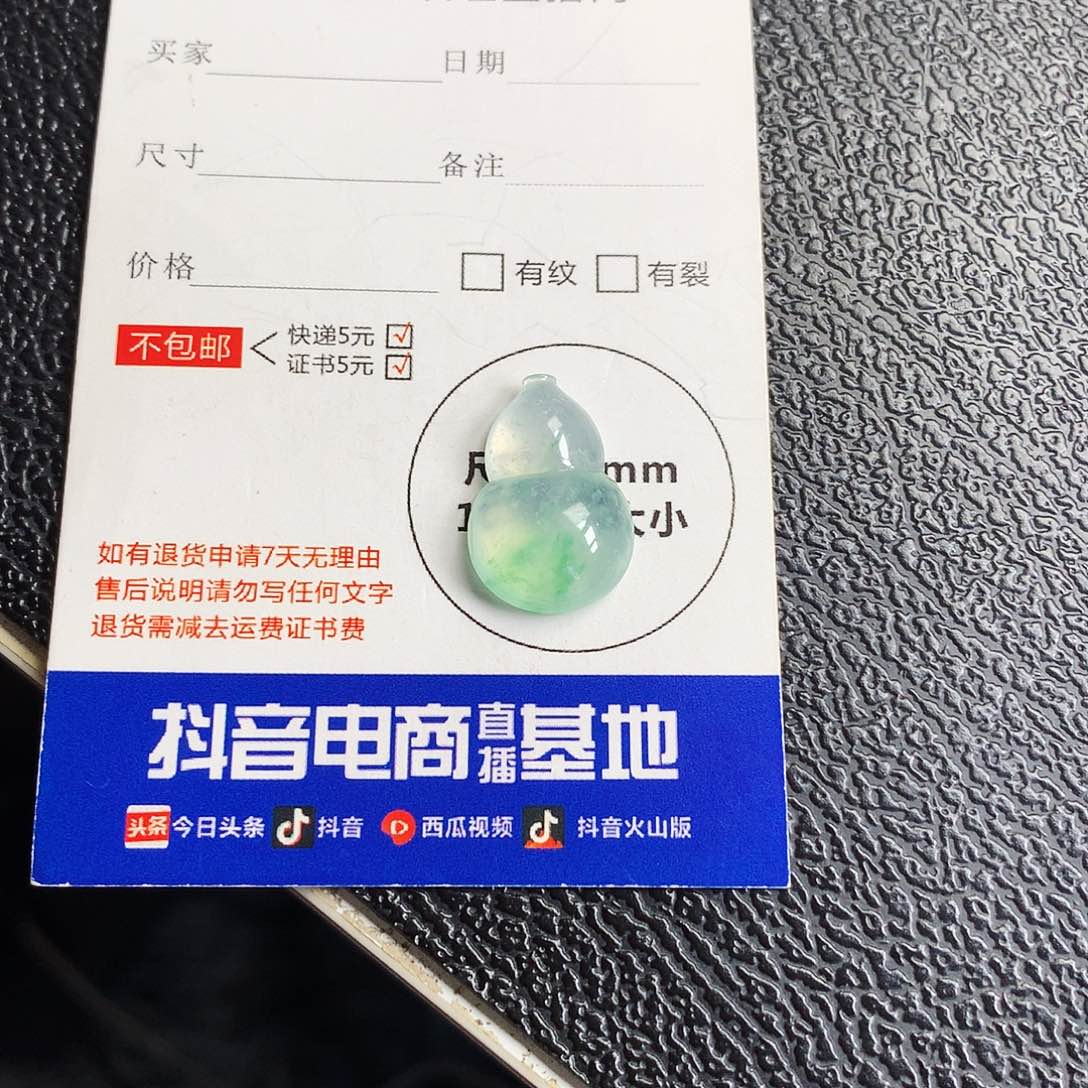 买家 日期
尺寸 备注
价格 有纹 有裂
不包邮 快递5元
证书5元
mm
大小
如有退货申请7天无理由
售后说明请勿写任何文字
退货需减去运费证书费
抖音电商直播基地
头条 今日头条 抖音 西瓜视频 抖音火山版